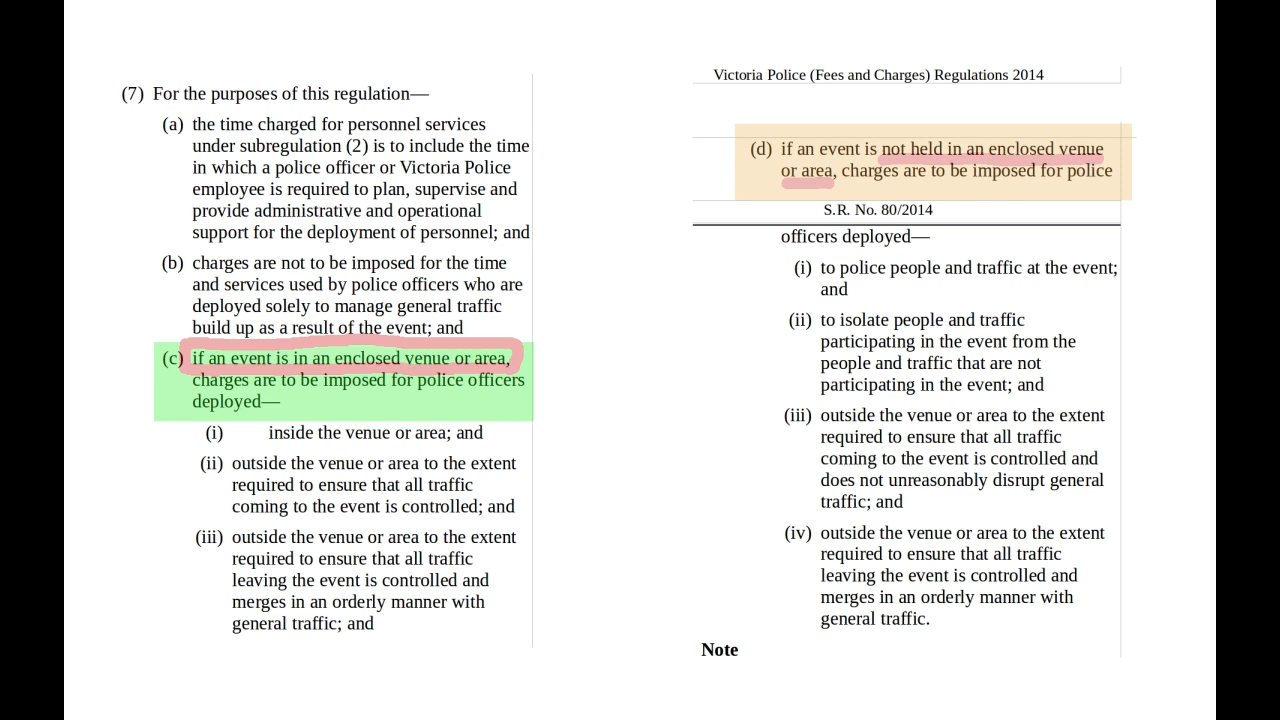 (7) For the purposes of this regulation—
(a) the time charged for personnel services
under subregulation (2) is to include the time
in which a police officer or Victoria Police
employee is required to plan, supervise and
provide administrative and operational
support for the deployment of personnel; and
(b) charges are not to be imposed for the time
and services used by police officers who are
deployed solely to manage general traffic
build up as a result of the event; and
(c) if an event is in an enclosed venue or area,
charges are to be imposed for police officers
deployed—
(i) inside the venue or area; and
(ii) outside the venue or area to the extent
required to ensure that all traffic
coming to the event is controlled; and
(iii) outside the venue or area to the extent
required to ensure that all traffic
leaving the event is controlled and
merges in an orderly manner with
general traffic; and
Victoria Police (Fees and Charges) Regulations 2014
(d) if an event is not held in an enclosed venue
or area, charges are to be imposed for police
S.R. No. 80/2014
officers deployed—
(i) to police people and traffic at the event;
and
(ii) to isolate people and traffic
participating in the event from the
people and traffic that are not
participating in the event; and
(iii) outside the venue or area to the extent
required to ensure that all traffic
coming to the event is controlled and
does not unreasonably disrupt general
traffic; and
(iv) outside the venue or area to the extent
required to ensure that all traffic
leaving the event is controlled and
merges in an orderly manner with
general traffic.
Note